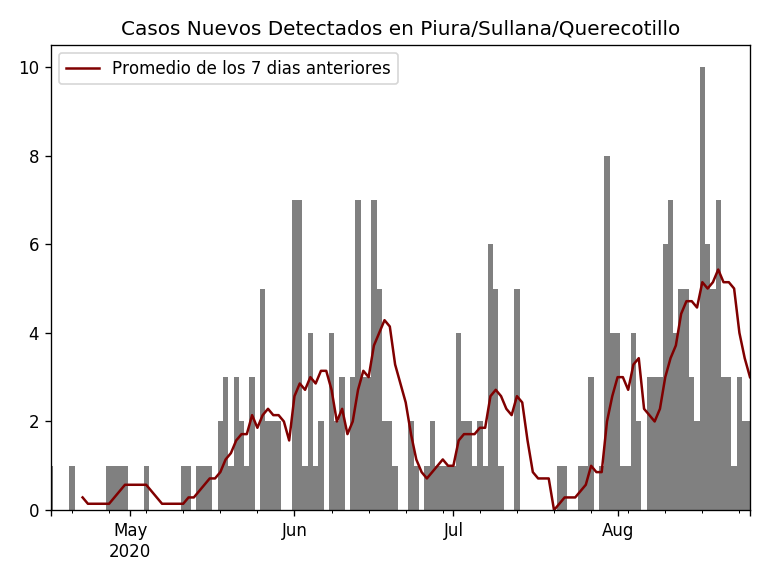 Casos Nuevos Detectados en Piura/Sullana/Querecotillo
Promedio de los 7 dias anteriores
10
8
6
4
2
0
May
2020
Jun
Jul
Aug